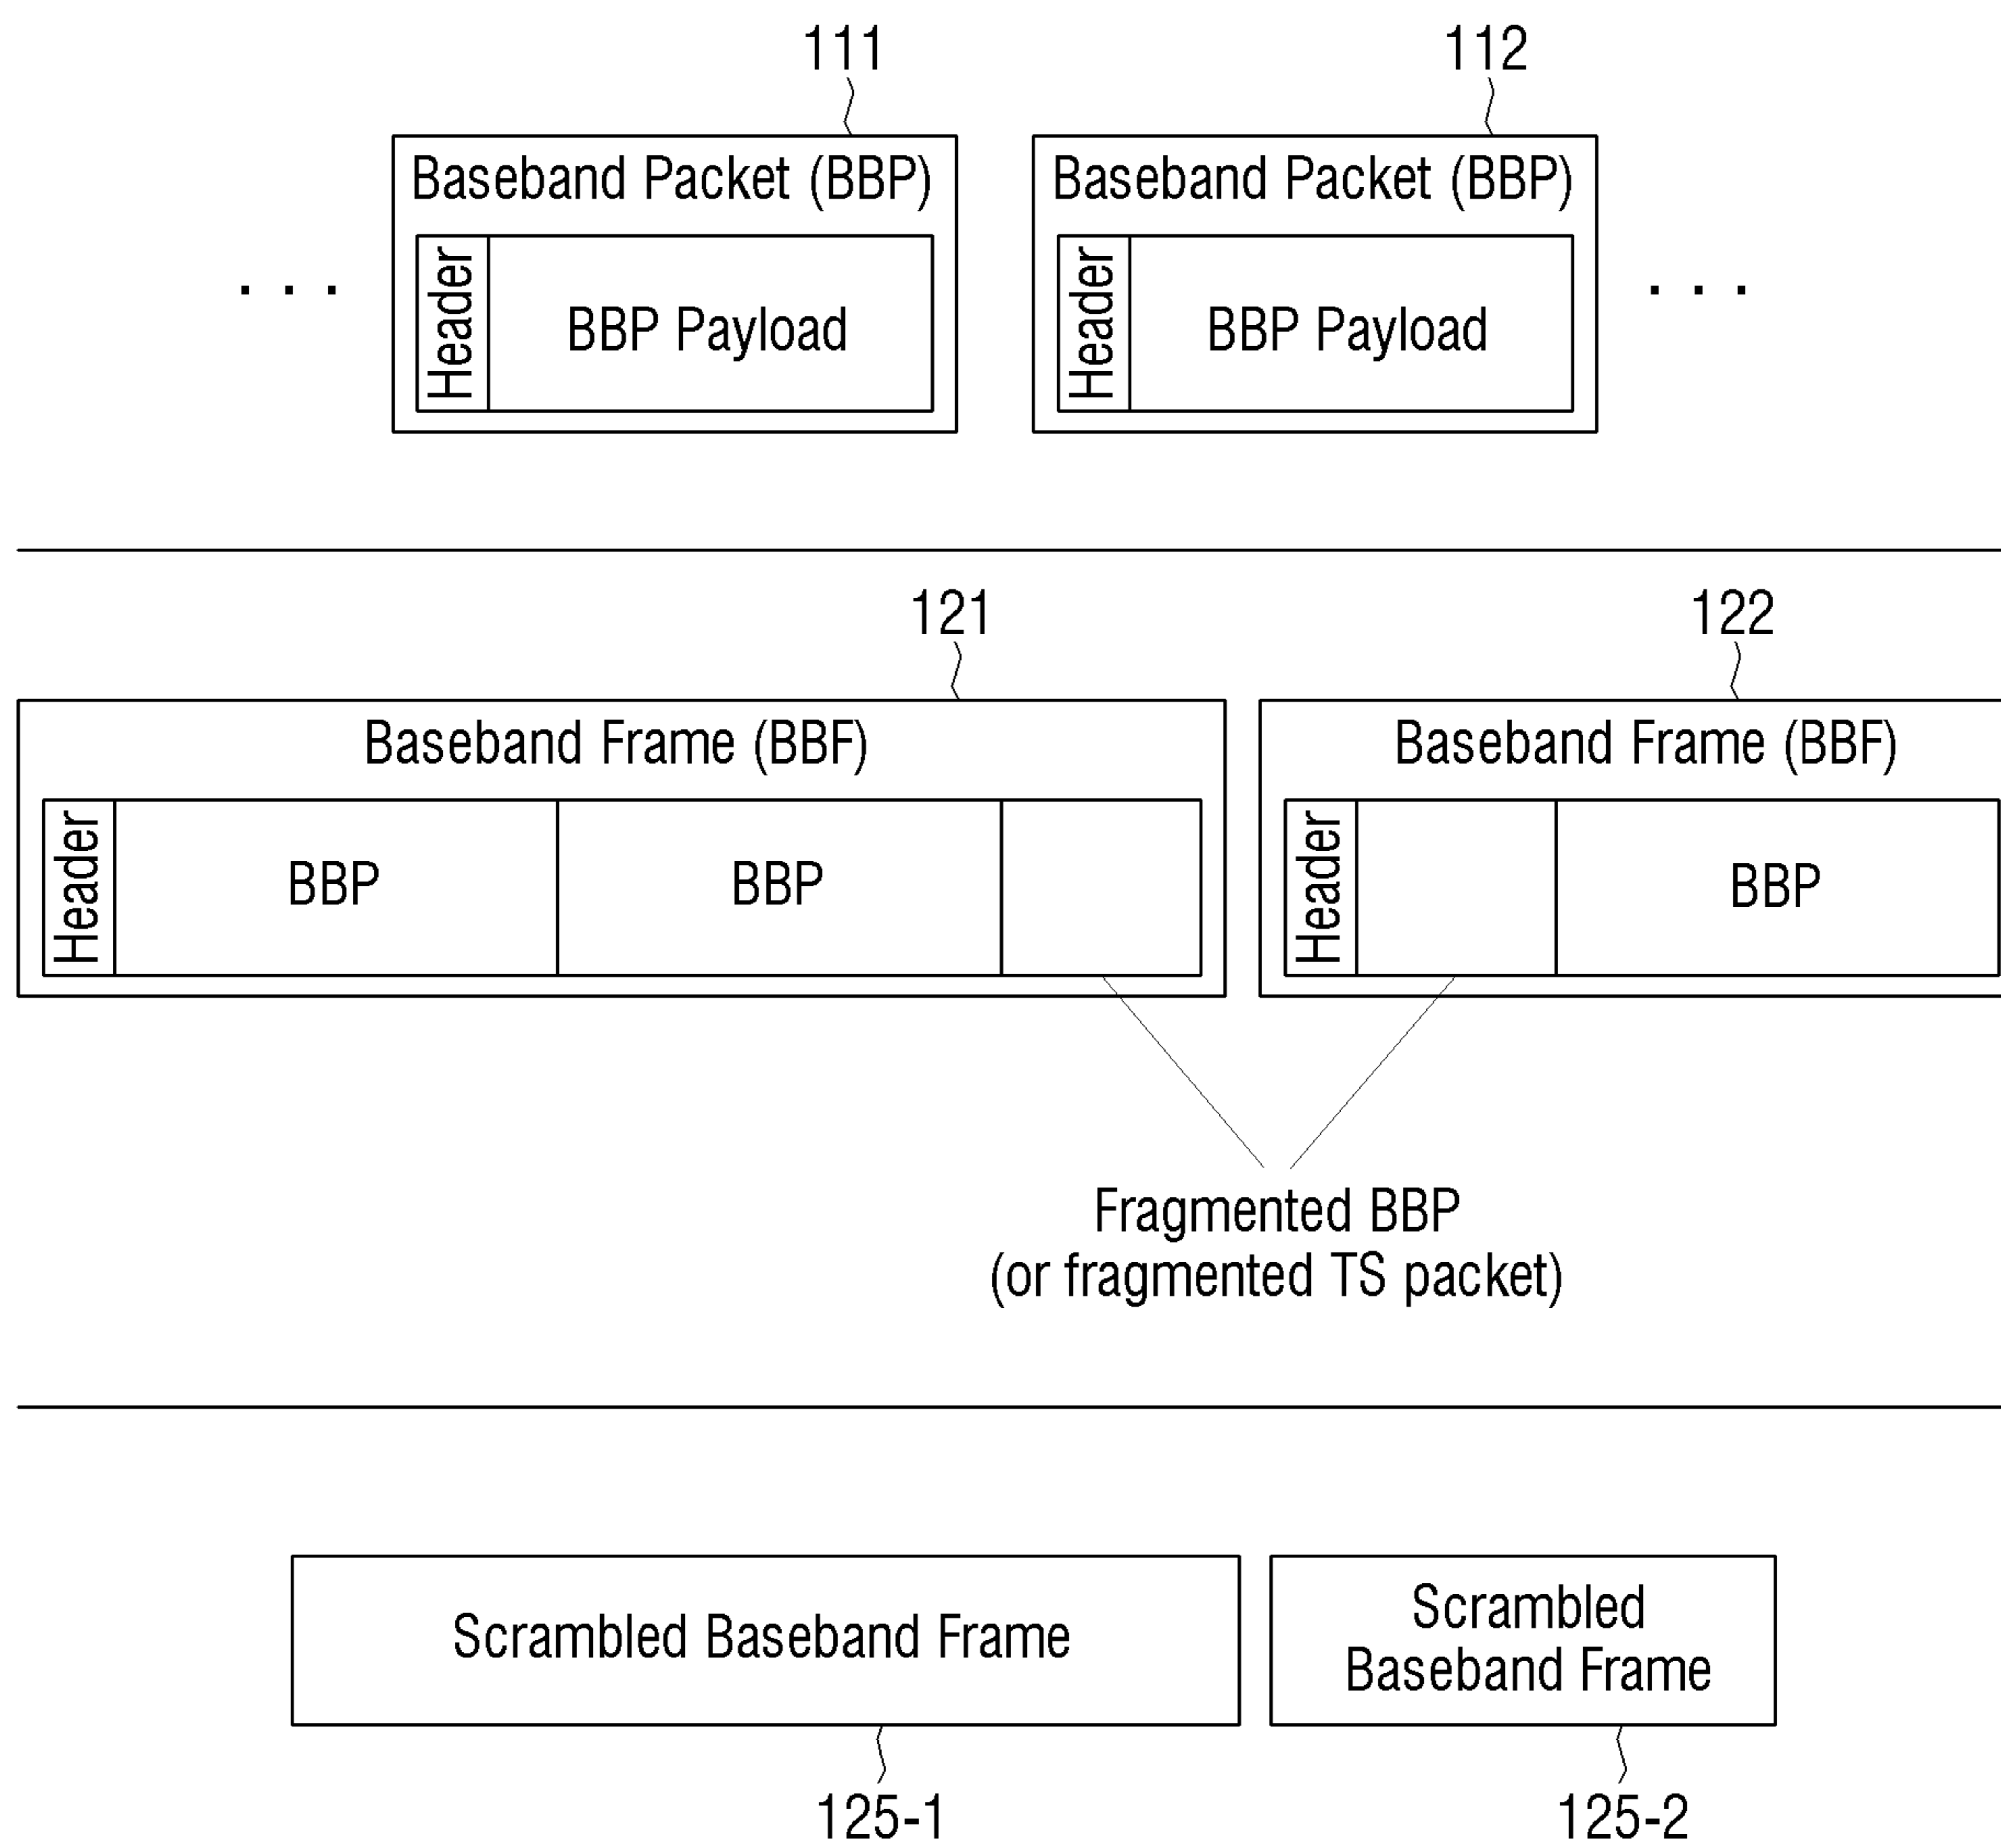 111
112
Baseband Packet (BBP)
Baseband Packet (BBP)
. . .
Header
BBP Payload
Header
BBP Payload
. . .
121
122
Baseband Frame (BBF)
Baseband Frame (BBF)
Header
BBP
BBP
Header
BBP
Fragmented BBP
(or fragmented TS packet)
Scrambled Baseband Frame
Scrambled
Baseband Frame
125-1
125-2